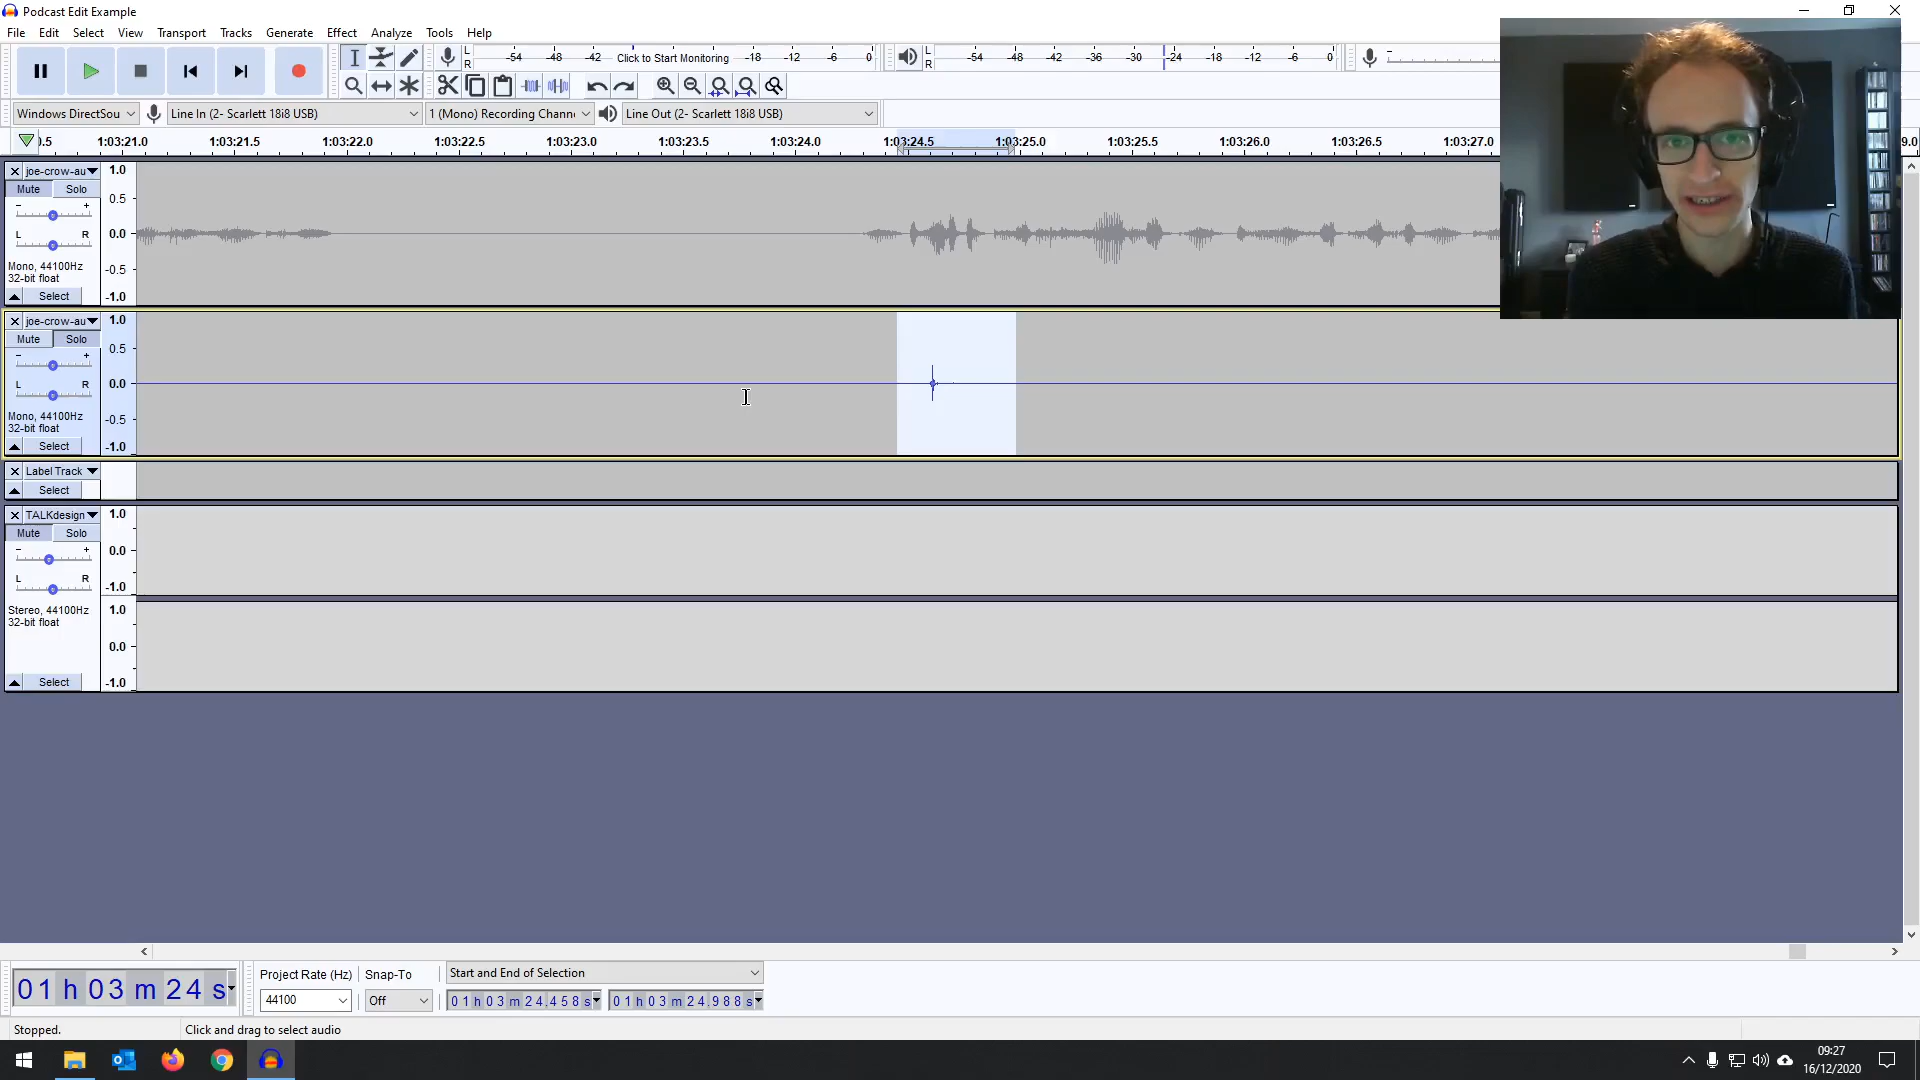 Podcast Edit Example
File Edit Select View Transport Tracks Generate Effect Analyze Tools Help
L R -54 -48 -42 Click to Start Monitoring -18 -12 -6 0 L R -54 -48 -42 -36 -30 -24 -18 -12 -6 0
Windows DirectSou Line In (2- Scarlett 18i8 USB) 1 (Mono) Recording Chann Line Out (2- Scarlett 18i8 USB)
0.5 1:03:21.0 1:03:21.5 1:03:22.0 1:03:22.5 1:03:23.0 1:03:23.5 1:03:24.0 1:03:24.5 1:03:25.0 1:03:25.5 1:03:26.0 1:03:26.5 1:03:27.0 9.0
joe-crow-au 1.0
Mute Solo
- + 0.5
L R 0.0
Mono, 44100Hz -0.5
32-bit float
Select -1.0
joe-crow-au 1.0
Mute Solo
- + 0.5
L R 0.0
Mono, 44100Hz -0.5
32-bit float
Select -1.0
Label Track
Select
TALKdesign 1.0
Mute Solo
- + 0.0
L R -1.0
Stereo, 44100Hz 1.0
32-bit float
0.0
Select -1.0
Project Rate (Hz) Snap-To Start and End of Selection
01 h 03 m 24 s 44100 Off 01 h 03 m 24.458 s 01 h 03 m 24.988 s
Stopped. Click and drag to select audio
09:27
16/12/2020